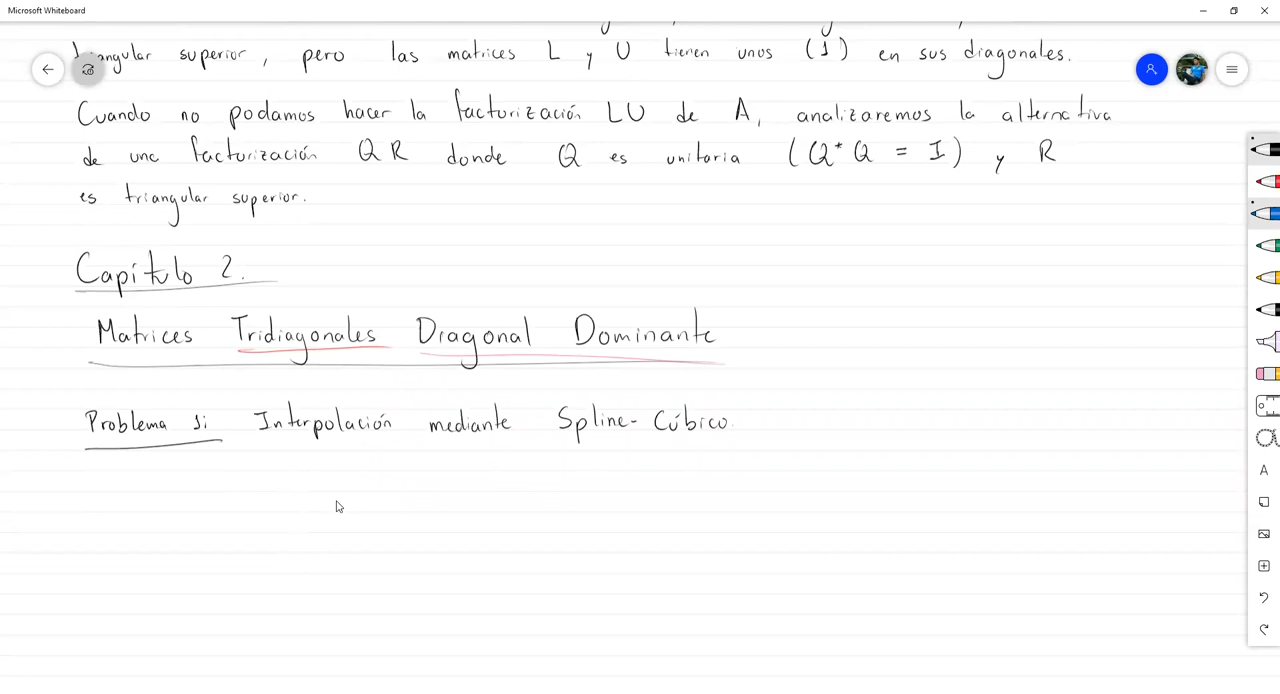 Microsoft Whiteboard
triangular superior, pero las matrices L y U tienen unos (1) en sus diagonales.
Cuando no podamos hacer la factorización LU de A, analizaremos la alternativa
de una factorización QR donde Q es unitaria (Q* Q = I) y R
es triangular superior.
Capítulo 2.
Matrices Tridiagonales Diagonal Dominante
Problema 1: Interpolación mediante Spline-Cúbico.
A